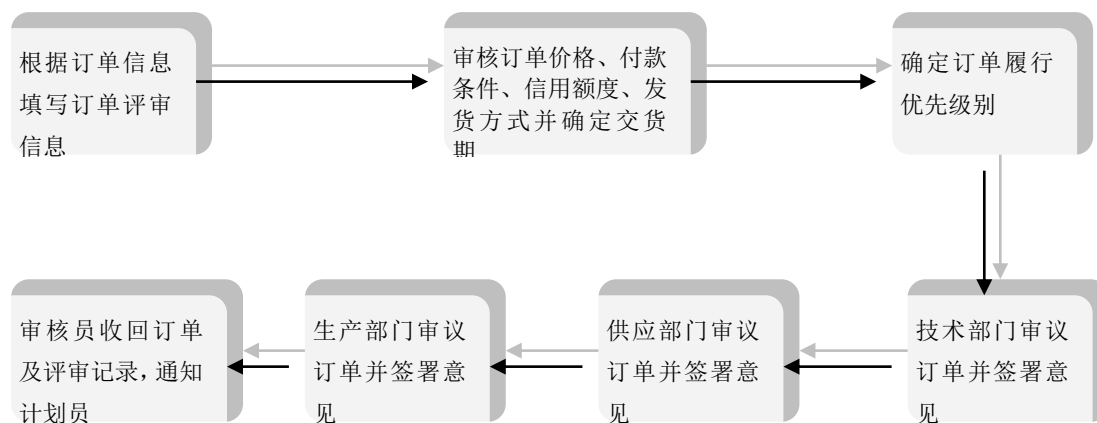 根据订单信息
填写订单评审
信息
审核订单价格、付款
条件、信用额度、发
货方式并确定交货
期
确定订单履行
优先级别
技术部门审议
订单并签署意
见
供应部门审议
订单并签署意
见
生产部门审议
订单并签署意
见
审核员收回订单
及评审记录，通知
计划员